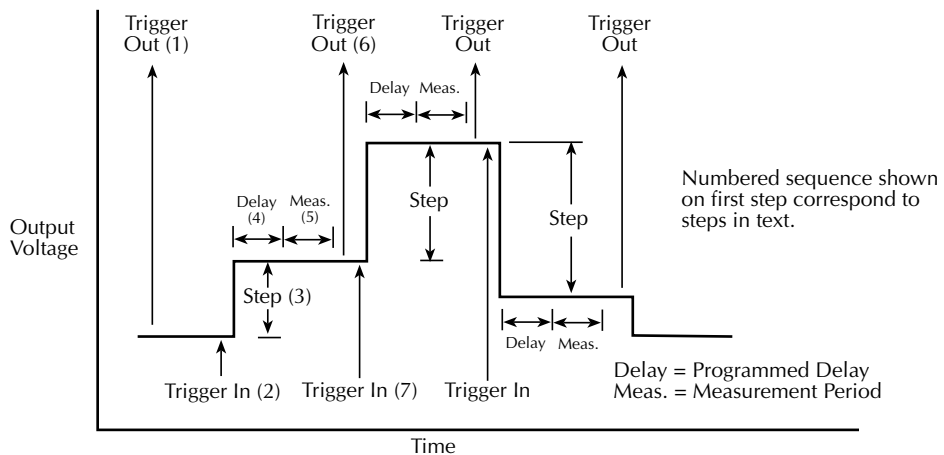 Trigger
Out (1)
Trigger
Out (6)
Trigger
Out
Trigger
Out
Delay
Meas.
Numbered sequence shown
on first step correspond to
steps in text.
Step
Step
Output
Voltage
Delay
(4)
Meas.
(5)
Step (3)
Delay
Meas.
Trigger In (2)
Trigger In (7)
Trigger In
Delay = Programmed Delay
Meas. = Measurement Period
Time